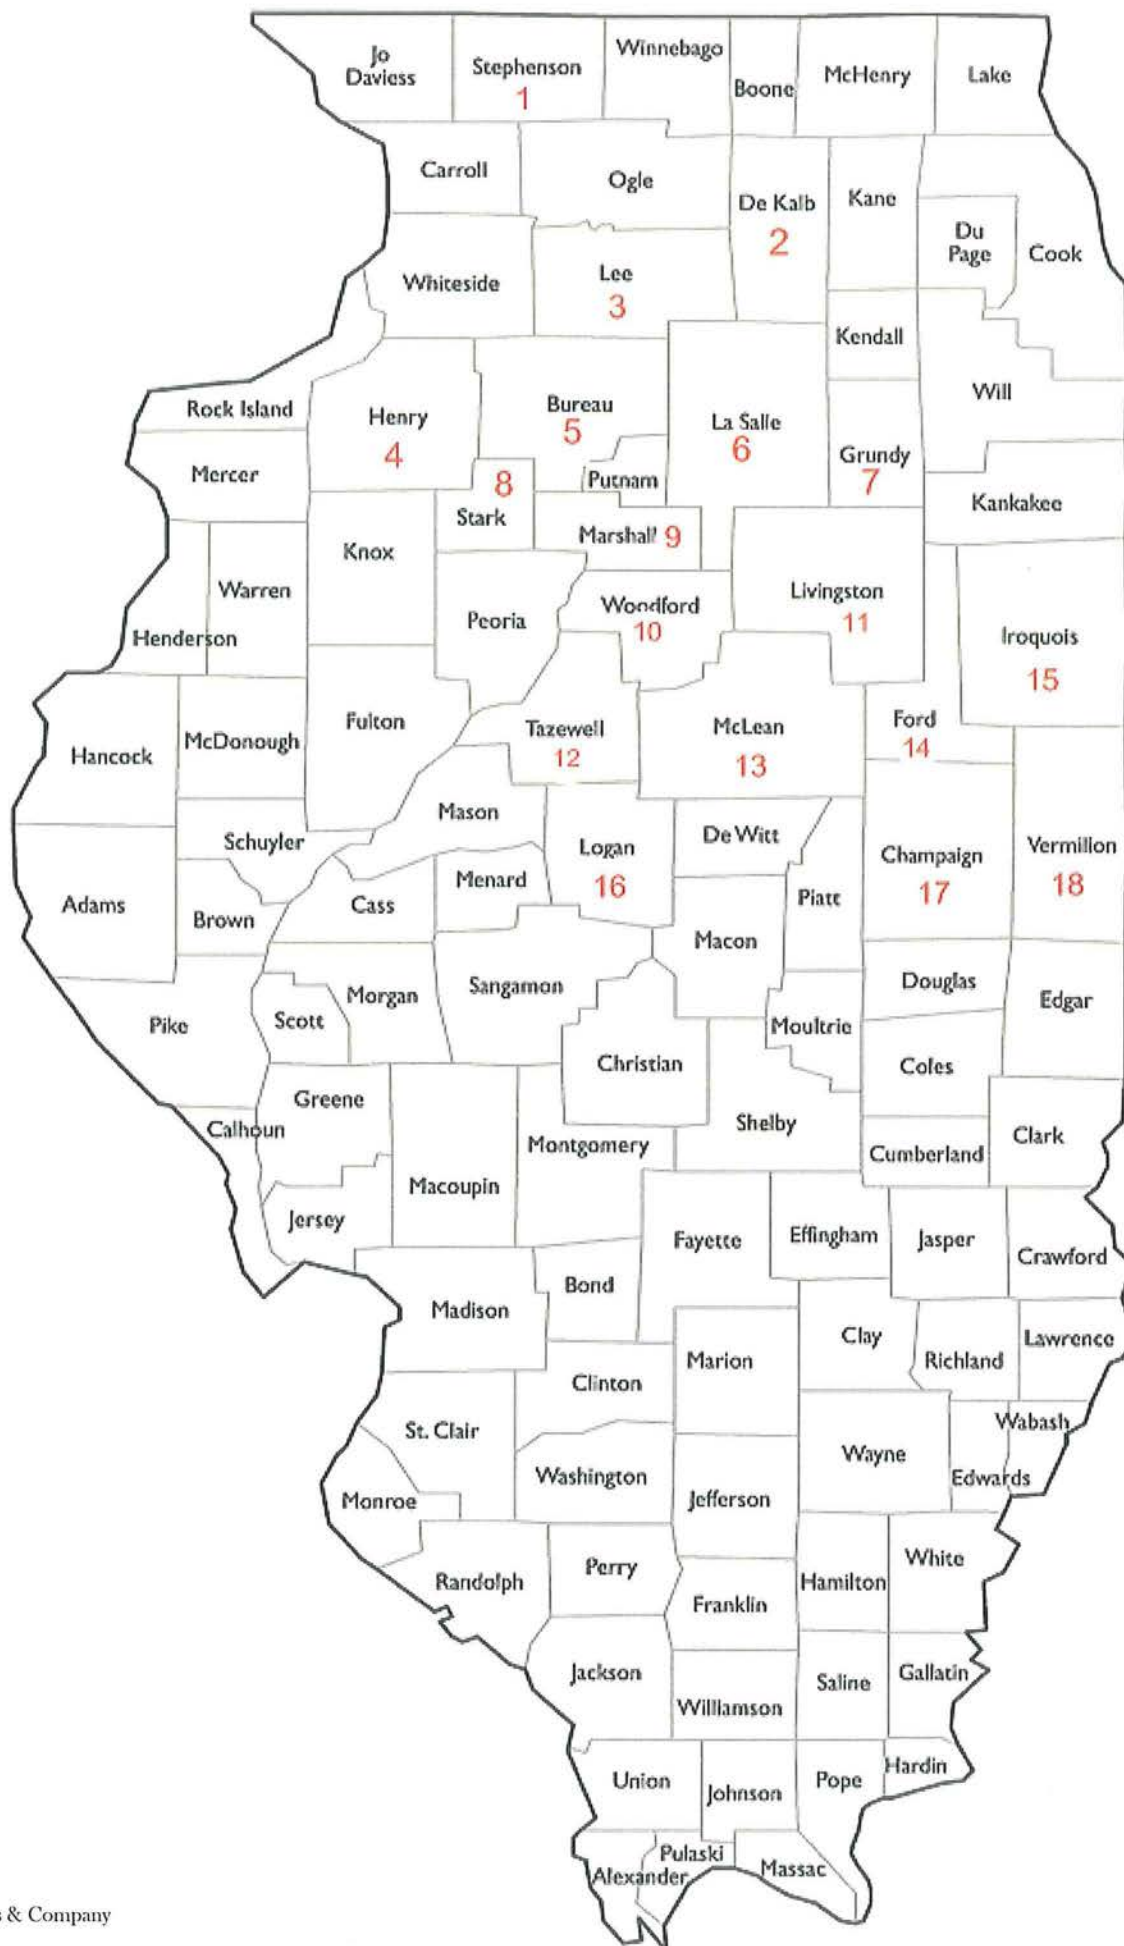 Jo
Daviess
Stephenson
1
Winnebago
Boone
McHenry
Lake
Carroll
Ogle
De Kalb
2
Kane
Du
Page
Cook
Whiteside
Lee
3
Kendall
Will
Rock Island
Henry
4
Bureau
5
La Salle
6
Grundy
7
Mercer
8
Stark
Putnam
Kankakee
Knox
Marshall 9
Warren
Henderson
Peoria
Woodford
10
Livingston
11
Iroquois
15
Hancock
McDonough
Fulton
Tazewell
12
McLean
13
Ford
14
Mason
Schuyler
Logan
16
De Witt
Champaign
17
Vermilion
18
Adams
Brown
Cass
Menard
Piatt
Macon
Pike
Scott
Morgan
Sangamon
Christian
Moultrie
Douglas
Edgar
Coles
Greene
Calhoun
Jersey
Macoupin
Montgomery
Shelby
Cumberland
Clark
Fayette
Effingham
Jasper
Crawford
Madison
Bond
Clinton
Marion
Clay
Richland
Lawrence
St. Clair
Washington
Jefferson
Wayne
Edwards
Wabash
Monroe
Randolph
Perry
Franklin
Hamilton
White
Jackson
Williamson
Saline
Gallatin
Union
Johnson
Pope
Hardin
Alexander
Pulaski
Massac
& Company